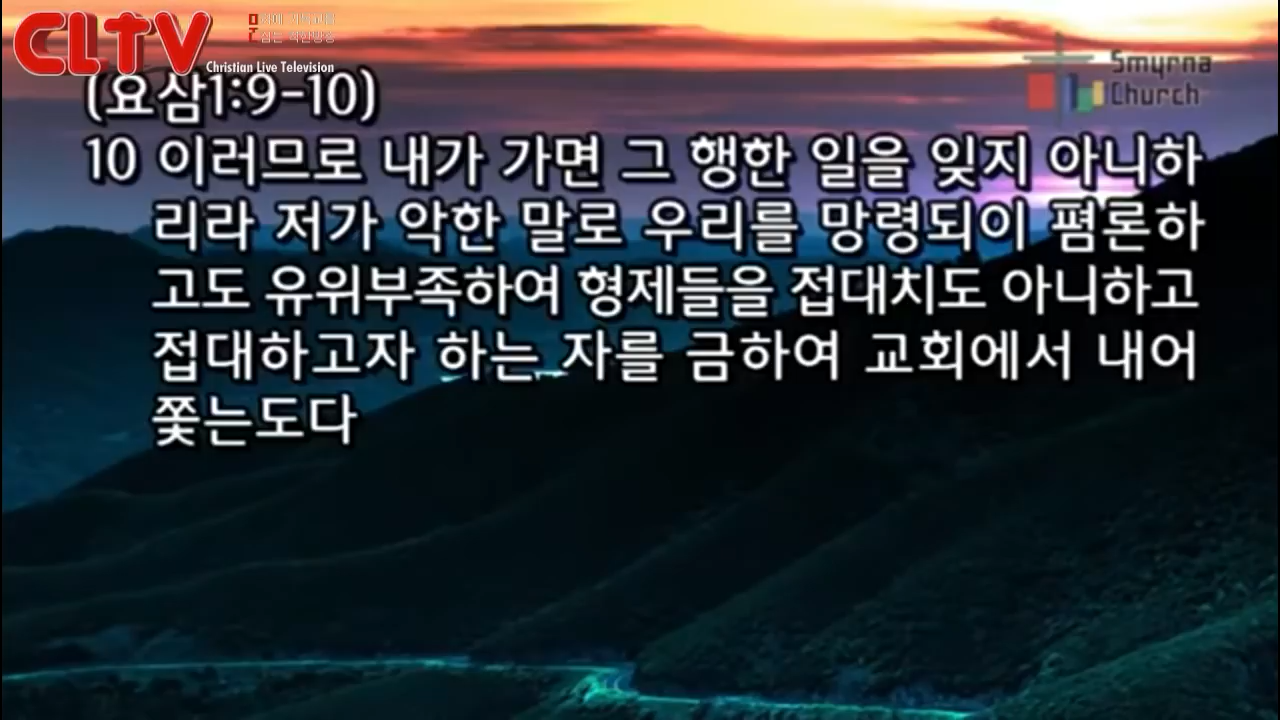 CLTV
Christian Live Television
Smyrna
Church
(요삼1:9-10)
10 이러므로 내가 가면 그 행한 일을 잊지 아니하
리라 저가 악한 말로 우리를 망령되이 폄론하
고도 유위부족하여 형제들을 접대치도 아니하고
접대하고자 하는 자를 금하여 교회에서 내어
쫓는도다